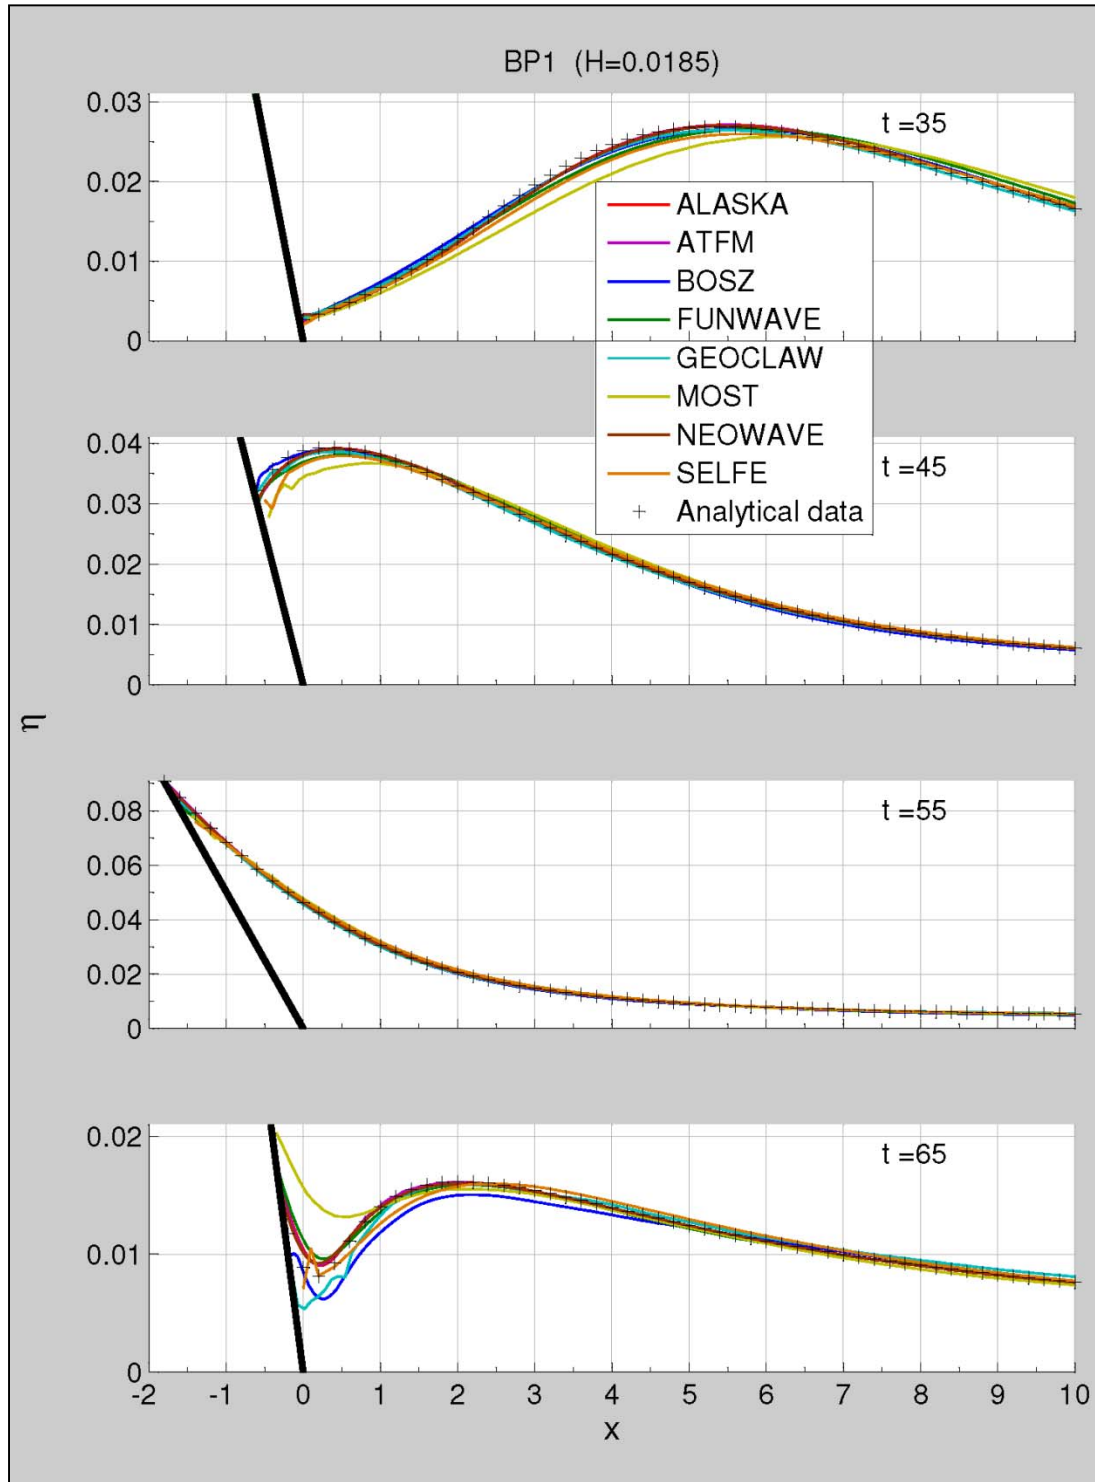 BP1 (H=0.0185)
0.03
0.02
0.01
0
t =35
ALASKA
ATFM
BOSZ
FUNWAVE
GEOCLAW
MOST
NEOWAVE
SELFE
Analytical data
0.04
0.03
0.02
0.01
0
t =45
η
0.08
0.06
0.04
0.02
0
t =55
0.02
0.01
0
t =65
-2 -1 0 1 2 3 4 5 6 7 8 9 10
x